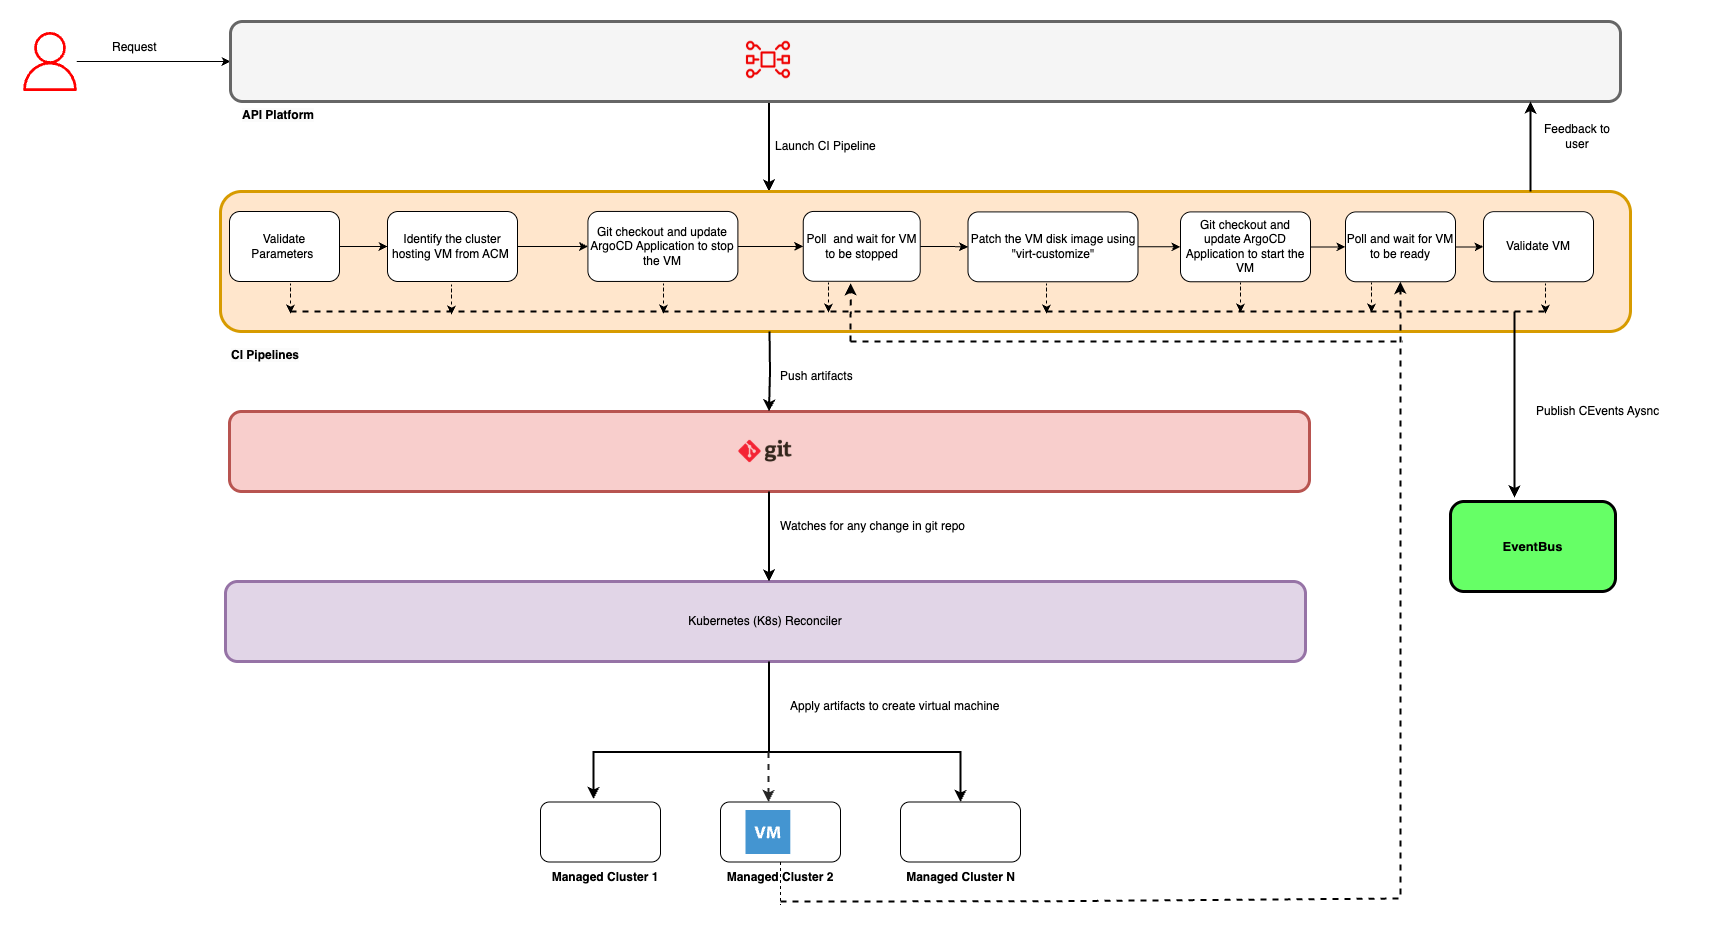 Request
API Platform
Launch CI Pipeline
Feedback to
user
Validate
Parameters
Identify the cluster
hosting VM from ACM
Git checkout and update
ArgoCD Application to stop
the VM
Poll  and wait for VM
to be stopped
Patch the VM disk image using
"virt-customize"
Git checkout and
update ArgoCD
Application to start the
VM
Poll and wait for VM
to be ready
Validate VM
CI Pipelines
Push artifacts
Publish CEvents Aysnc
git
Watches for any change in git repo
EventBus
Kubernetes (K8s) Reconciler
Apply artifacts to create virtual machine
VM
Managed Cluster 1
Managed Cluster 2
Managed Cluster N